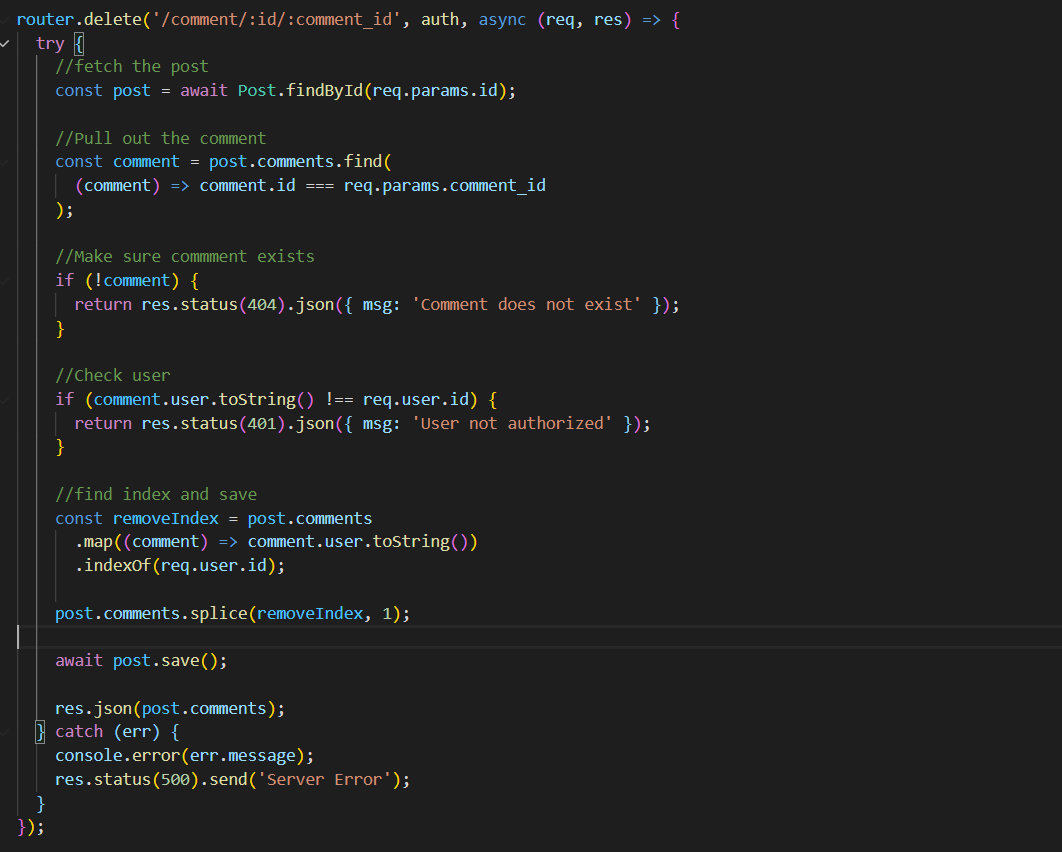 router.delete('/comment/:id/:comment_id', auth, async (req, res) => {
  try {
    //fetch the post
    const post = await Post.findById(req.params.id);

    //Pull out the comment
    const comment = post.comments.find(
      (comment) => comment.id === req.params.comment_id
    );

    //Make sure commment exists
    if (!comment) {
      return res.status(404).json({ msg: 'Comment does not exist' });
    }

    //Check user
    if (comment.user.toString() !== req.user.id) {
      return res.status(401).json({ msg: 'User not authorized' });
    }

    //find index and save
    const removeIndex = post.comments
      .map((comment) => comment.user.toString())
      .indexOf(req.user.id);

    post.comments.splice(removeIndex, 1);

    await post.save();

    res.json(post.comments);
  } catch (err) {
    console.error(err.message);
    res.status(500).send('Server Error');
  }
});